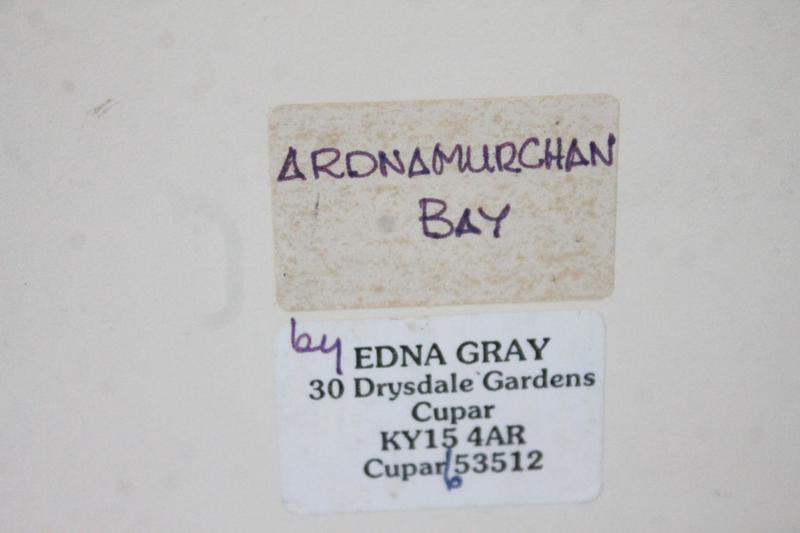 ARDNAMURCHAN
BAY
by EDNA GRAY
30 Drysdale Gardens
Cupar
KY15 4AR
Cupar 653512